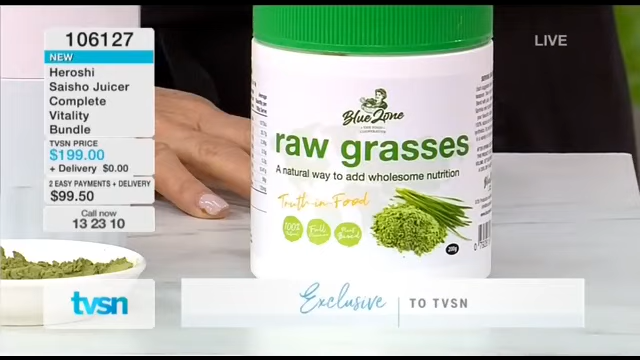 106127
NEW
Heroshi
Saisho Juicer
Complete
Vitality
Bundle
TVSN PRICE
$199.00
+ Delivery $0.00
2 EASY PAYMENTS + DELIVERY
$99.50
Call now
13 23 10
tvsn
LIVE
Blue Zone
raw grasses
A natural way to add wholesome nutrition
Truth in Food
100%
200g
Exclusive TO TVSN